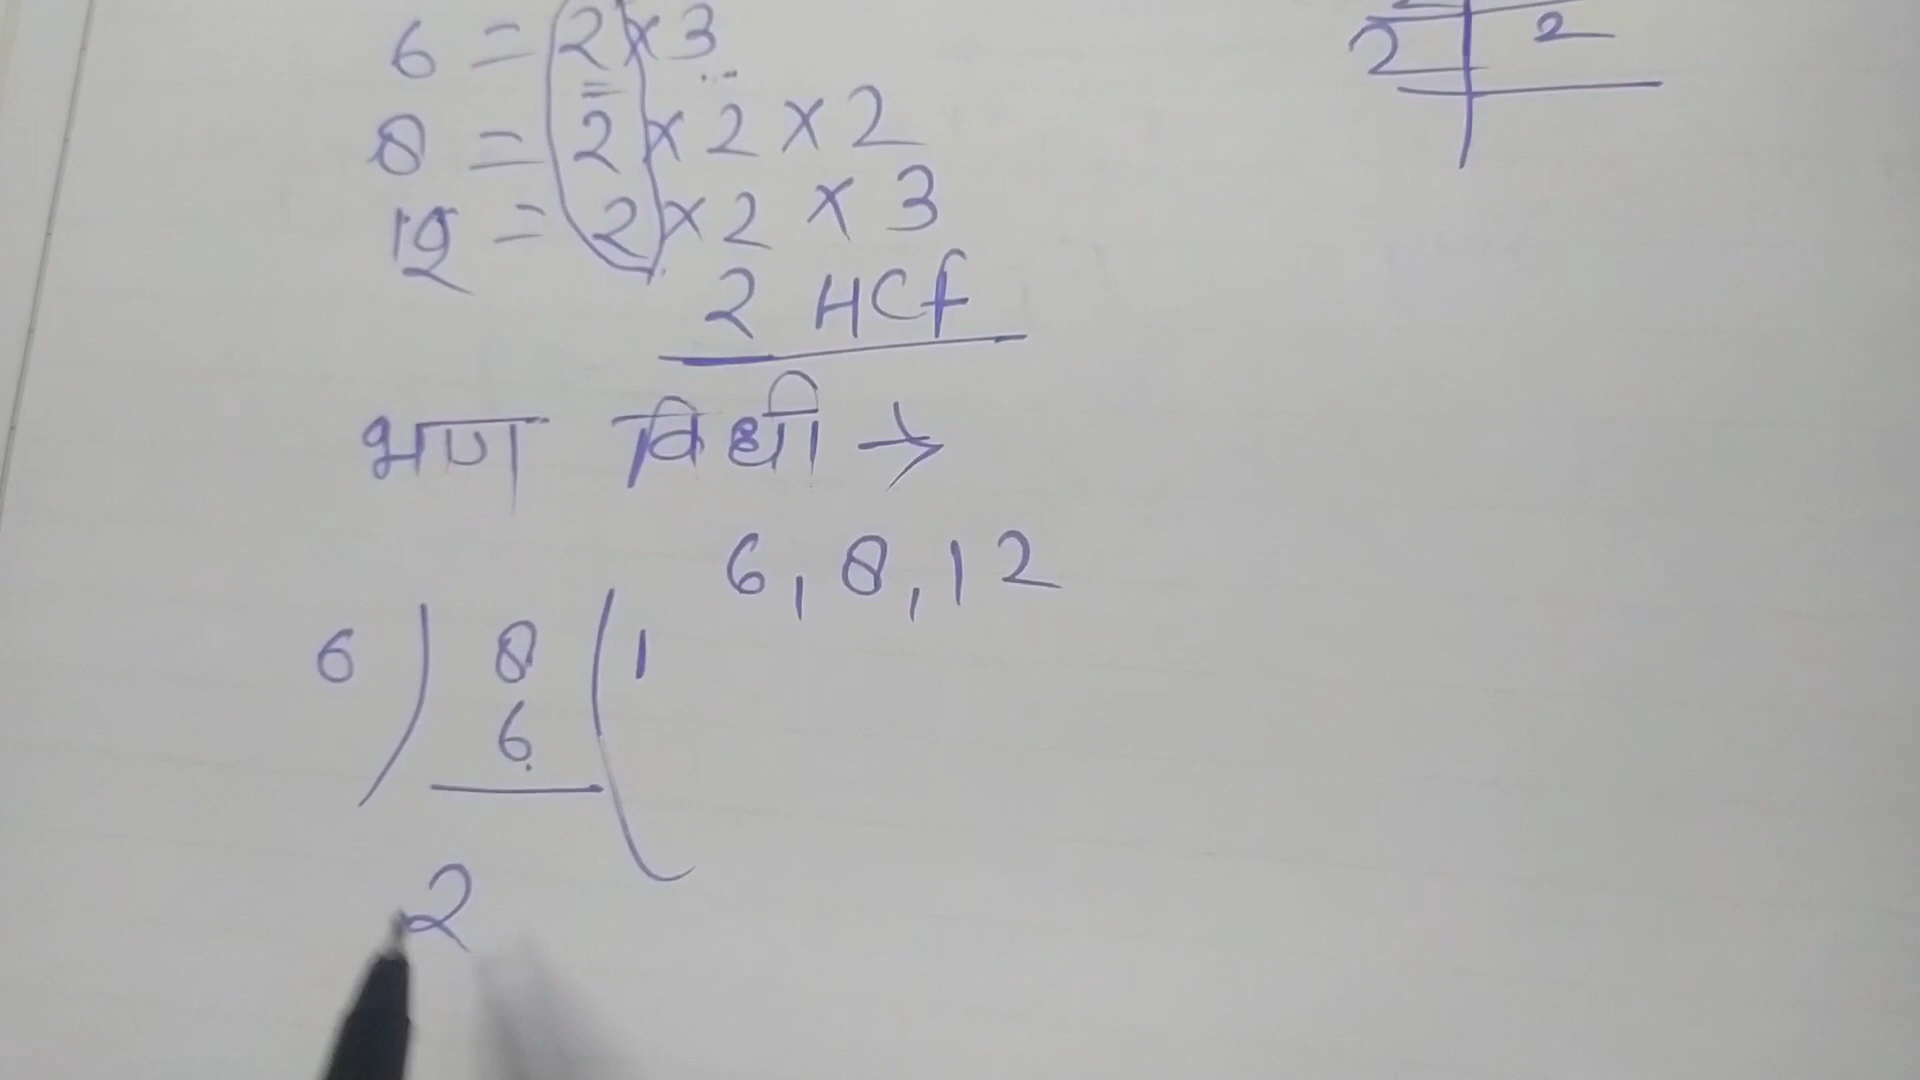 6 = 2 × 3
8 = 2 × 2 × 2
12 = 2 × 2 × 3
2 HCf
भाग विधी →
6, 8, 12
6 ) 8 ( 1
6
2
2 2